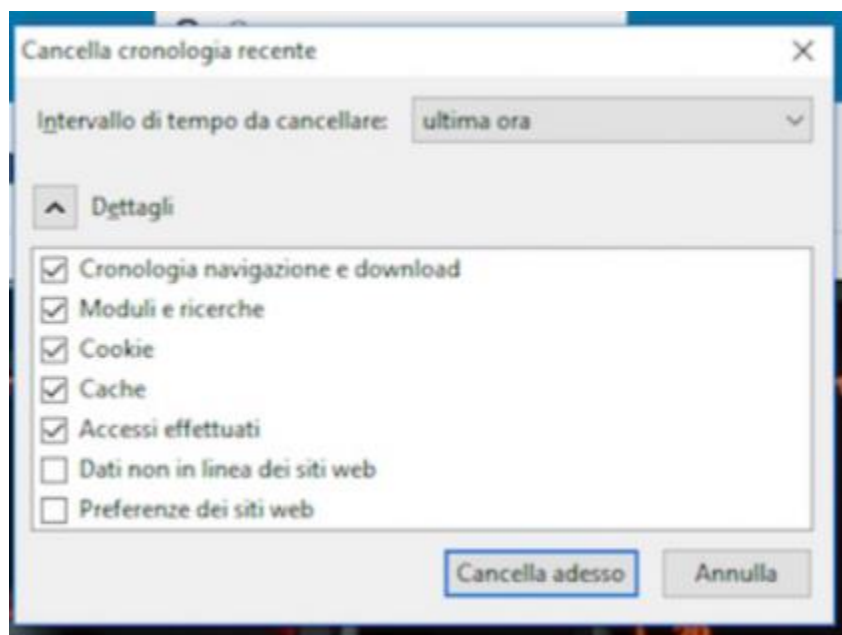 Cancella cronologia recente
Intervallo di tempo da cancellare: ultima ora
Dettagli
Cronologia navigazione e download
Moduli e ricerche
Cookie
Cache
Accessi effettuati
Dati non in linea dei siti web
Preferenze dei siti web
Cancella adesso Annulla